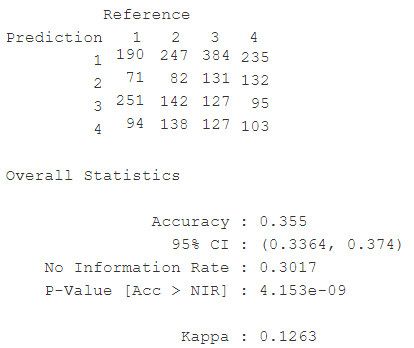 Reference
Prediction 1 2 3 4
1 190 247 384 235
2 71 82 131 132
3 251 142 127 95
4 94 138 127 103
Overall Statistics
Accuracy : 0.355
95% CI : (0.3364, 0.374)
No Information Rate : 0.3017
P-Value [Acc > NIR] : 4.153e-09
Kappa : 0.1263